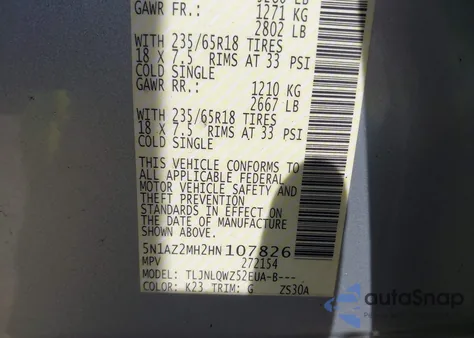 GAWR FR.: 1271 KG
2802 LB
WITH 235/65R18 TIRES
18 X 7.5 RIMS AT 33 PSI
COLD SINGLE
GAWR RR.: 1210 KG
2667 LB
WITH 235/65R18 TIRES
18 X 7.5 RIMS AT 33 PSI
COLD SINGLE
THIS VEHICLE CONFORMS TO
ALL APPLICABLE FEDERAL
MOTOR VEHICLE SAFETY AND
THEFT PREVENTION
STANDARDS IN EFFECT ON
THE DATE OF MANUFACTURE
SHOWN ABOVE.
5N1AZ2MH2HN107826
MPV 272154
MODEL: TLJNLQWZ52EUA-B---
COLOR: K23 TRIM: G ZS30A
autoSnap